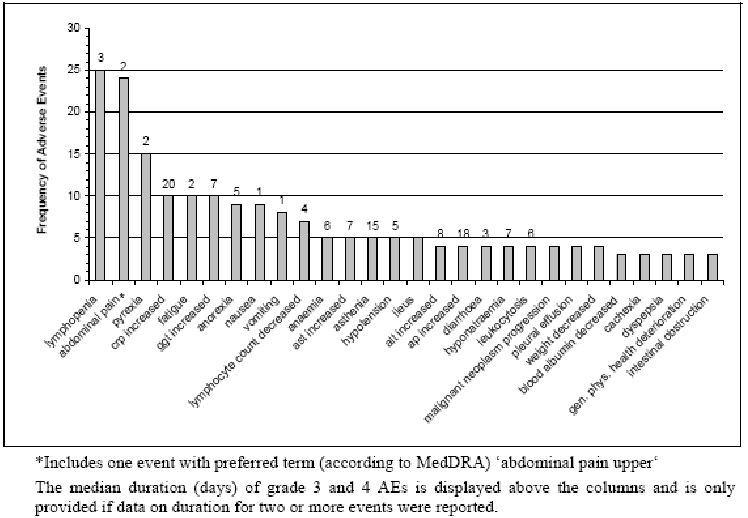 30
3
25
2
20
2
15
20 2 7
10
5 1
1
4
6 7 15 5
5
8 18 3 7 6
0
Frequency of Adverse Events
lymphopenia
abdominal pain*
pyrexia
crp increased
fatigue
ggt increased
anorexia
nausea
vomiting
lymphocyte count decreased
anaemia
ast increased
asthenia
hypotension
ileus
alt increased
ap increased
diarrhoea
hyponatraemia
leukocytosis
malignant neoplasm progression
pleural effusion
weight decreased
blood albumin decreased
cachexia
dyspepsia
gen. phys. health deterioration
intestinal obstruction
*Includes one event with preferred term (according to MedDRA) ‘abdominal pain upper‘
The median duration (days) of grade 3 and 4 AEs is displayed above the columns and is only
provided if data on duration for two or more events were reported.